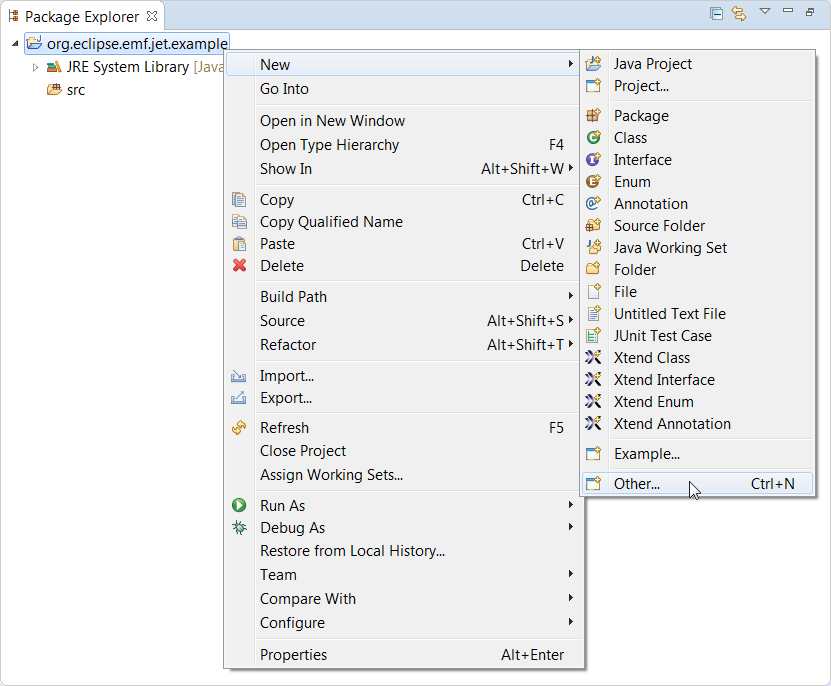 Package Explorer
org.eclipse.emf.jet.example
JRE System Library [Java
src
New
Go Into
Open in New Window
Open Type Hierarchy F4
Show In Alt+Shift+W
Copy Ctrl+C
Copy Qualified Name
Paste Ctrl+V
Delete Delete
Build Path
Source Alt+Shift+S
Refactor Alt+Shift+T
Import...
Export...
Refresh F5
Close Project
Assign Working Sets...
Run As
Debug As
Restore from Local History...
Team
Compare With
Configure
Properties Alt+Enter
Java Project
Project...
Package
Class
Interface
Enum
Annotation
Source Folder
Java Working Set
Folder
File
Untitled Text File
JUnit Test Case
Xtend Class
Xtend Interface
Xtend Enum
Xtend Annotation
Example...
Other... Ctrl+N